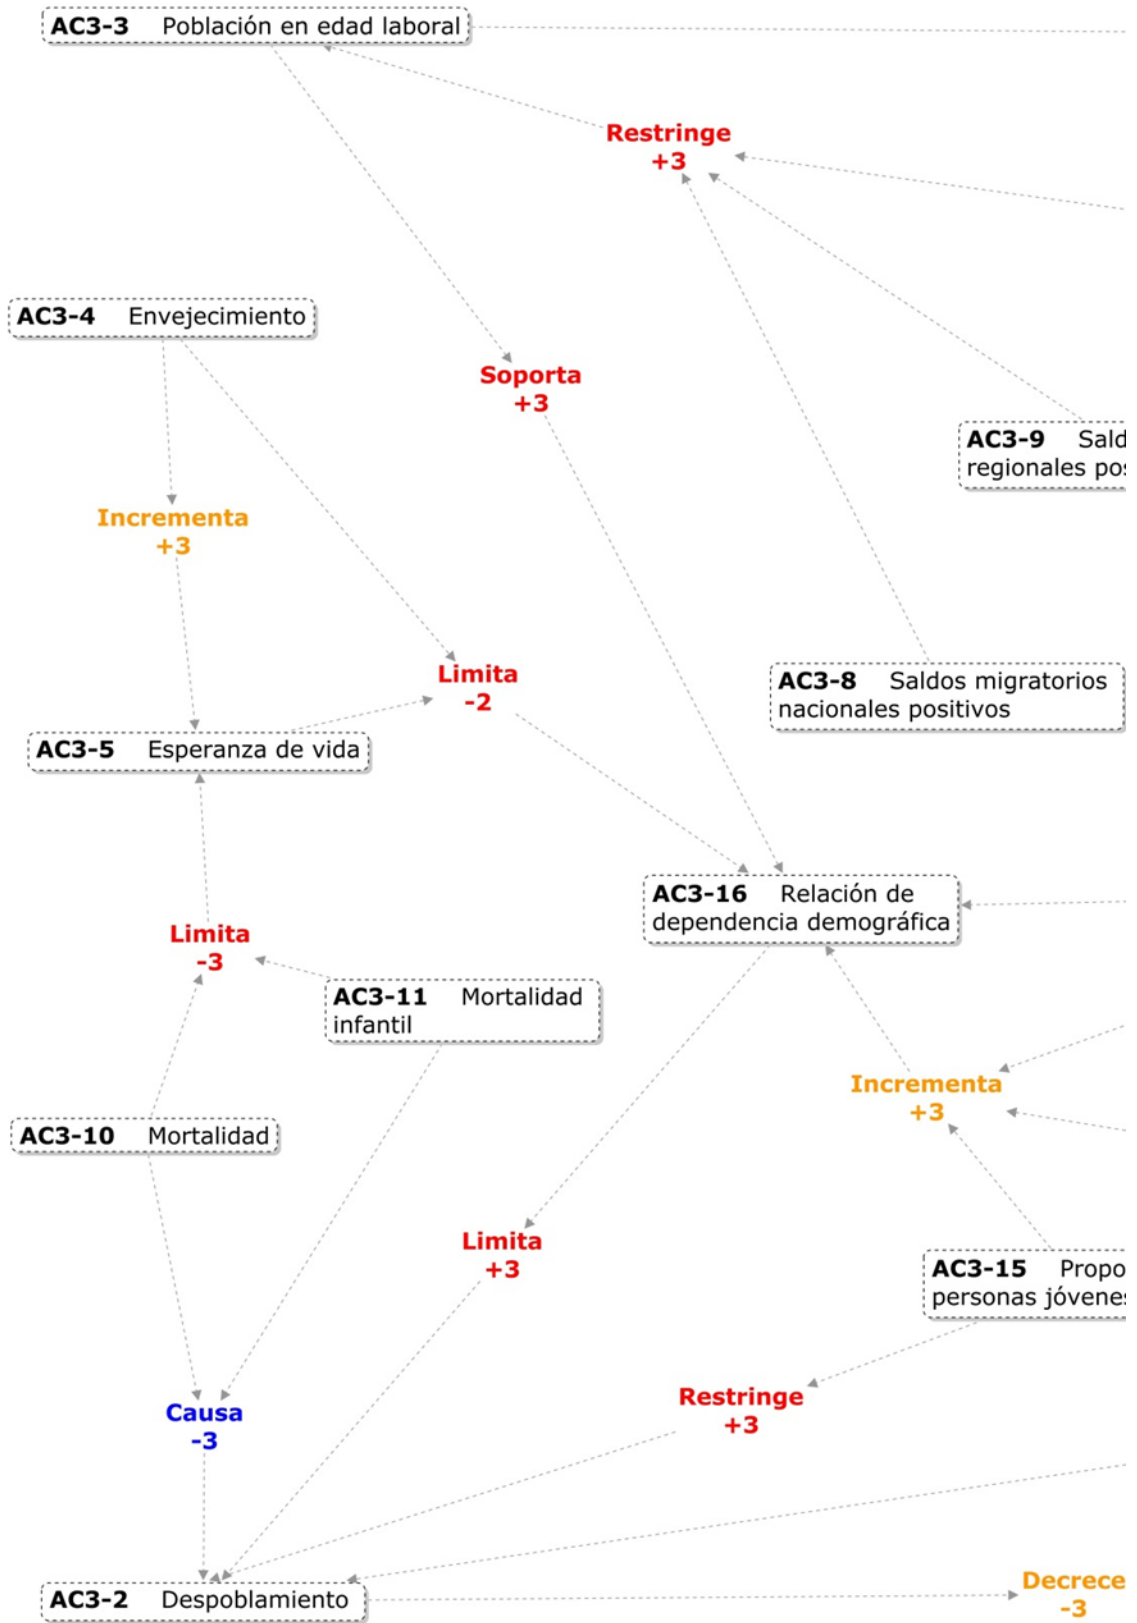 AC3-3 Población en edad laboral
Restringe
+3
AC3-4 Envejecimiento
Soporta
+3
AC3-9
regionales
Incrementa
+3
Limita
-2
AC3-8 Saldos migratorios
nacionales positivos
AC3-5 Esperanza de vida
AC3-16 Relación de
dependencia demográfica
Limita
-3
AC3-11 Mortalidad
infantil
Incrementa
+3
AC3-10 Mortalidad
Limita
+3
AC3-15
personas jóvenes
Restringe
+3
Causa
-3
AC3-2 Despoblamiento
Decrece
-3